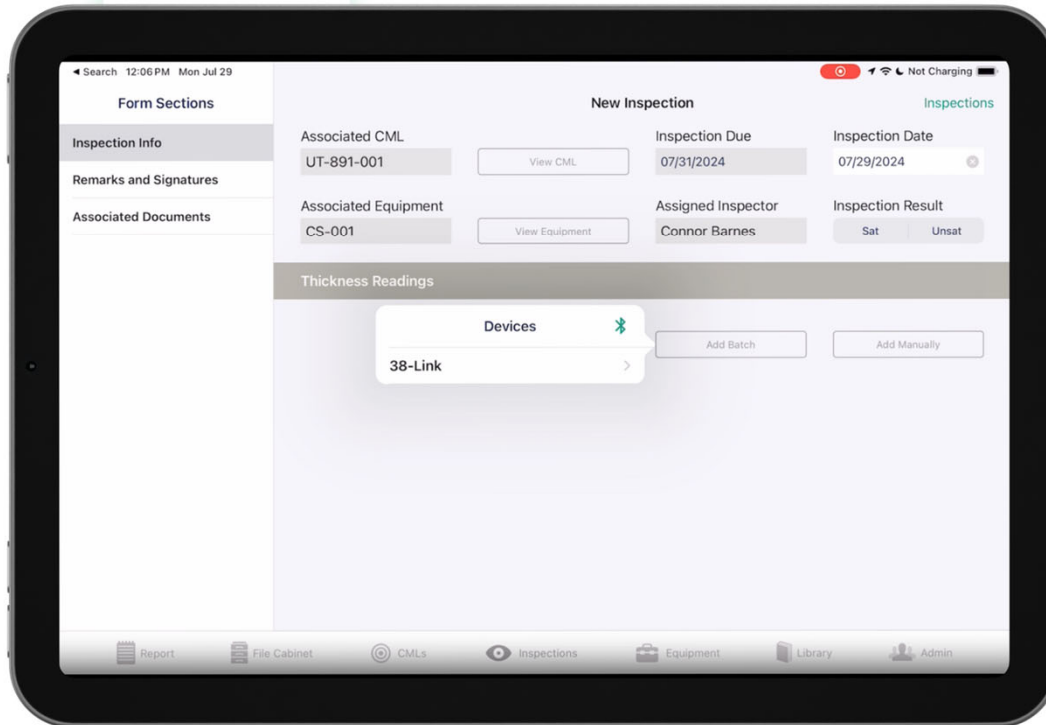 ◀ Search 12:06 PM Mon Jul 29
Not Charging
Form Sections
New Inspection
Inspections
Inspection Info
Remarks and Signatures
Associated Documents
Associated CML
Inspection Due
Inspection Date
UT-891-001
View CML
07/31/2024
07/29/2024
Associated Equipment
Assigned Inspector
Inspection Result
CS-001
View Equipment
Connor Barnes
Sat
Unsat
Thickness Readings
Devices
38-Link
Add Batch
Add Manually
Report
File Cabinet
CMLs
Inspections
Equipment
Library
Admin